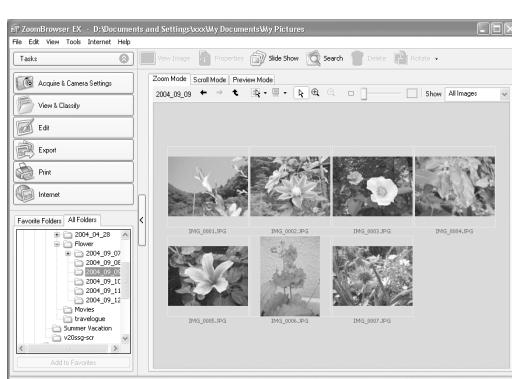 ZoomBrowser EX - D:\Documents and Settings\xxx\My Documents\My Pictures
File Edit View Tools Internet Help
Tasks
View Image Properties Slide Show Search Delete Rotate
Acquire & Camera Settings
View & Classify
Edit
Export
Print
Internet
Zoom Mode Scroll Mode Preview Mode
2004_09_09 Show All Images
IMG_0001.JPG IMG_0002.JPG IMG_0003.JPG IMG_0004.JPG
IMG_0005.JPG IMG_0006.JPG IMG_0007.JPG
Favorite Folders All Folders
2004_04_28
Flower
2004_09_07
2004_09_08
2004_09_09
2004_09_10
2004_09_11
2004_09_12
Movies
travelogue
Summer Vacation
v20ssg-scr
Add to Favorites